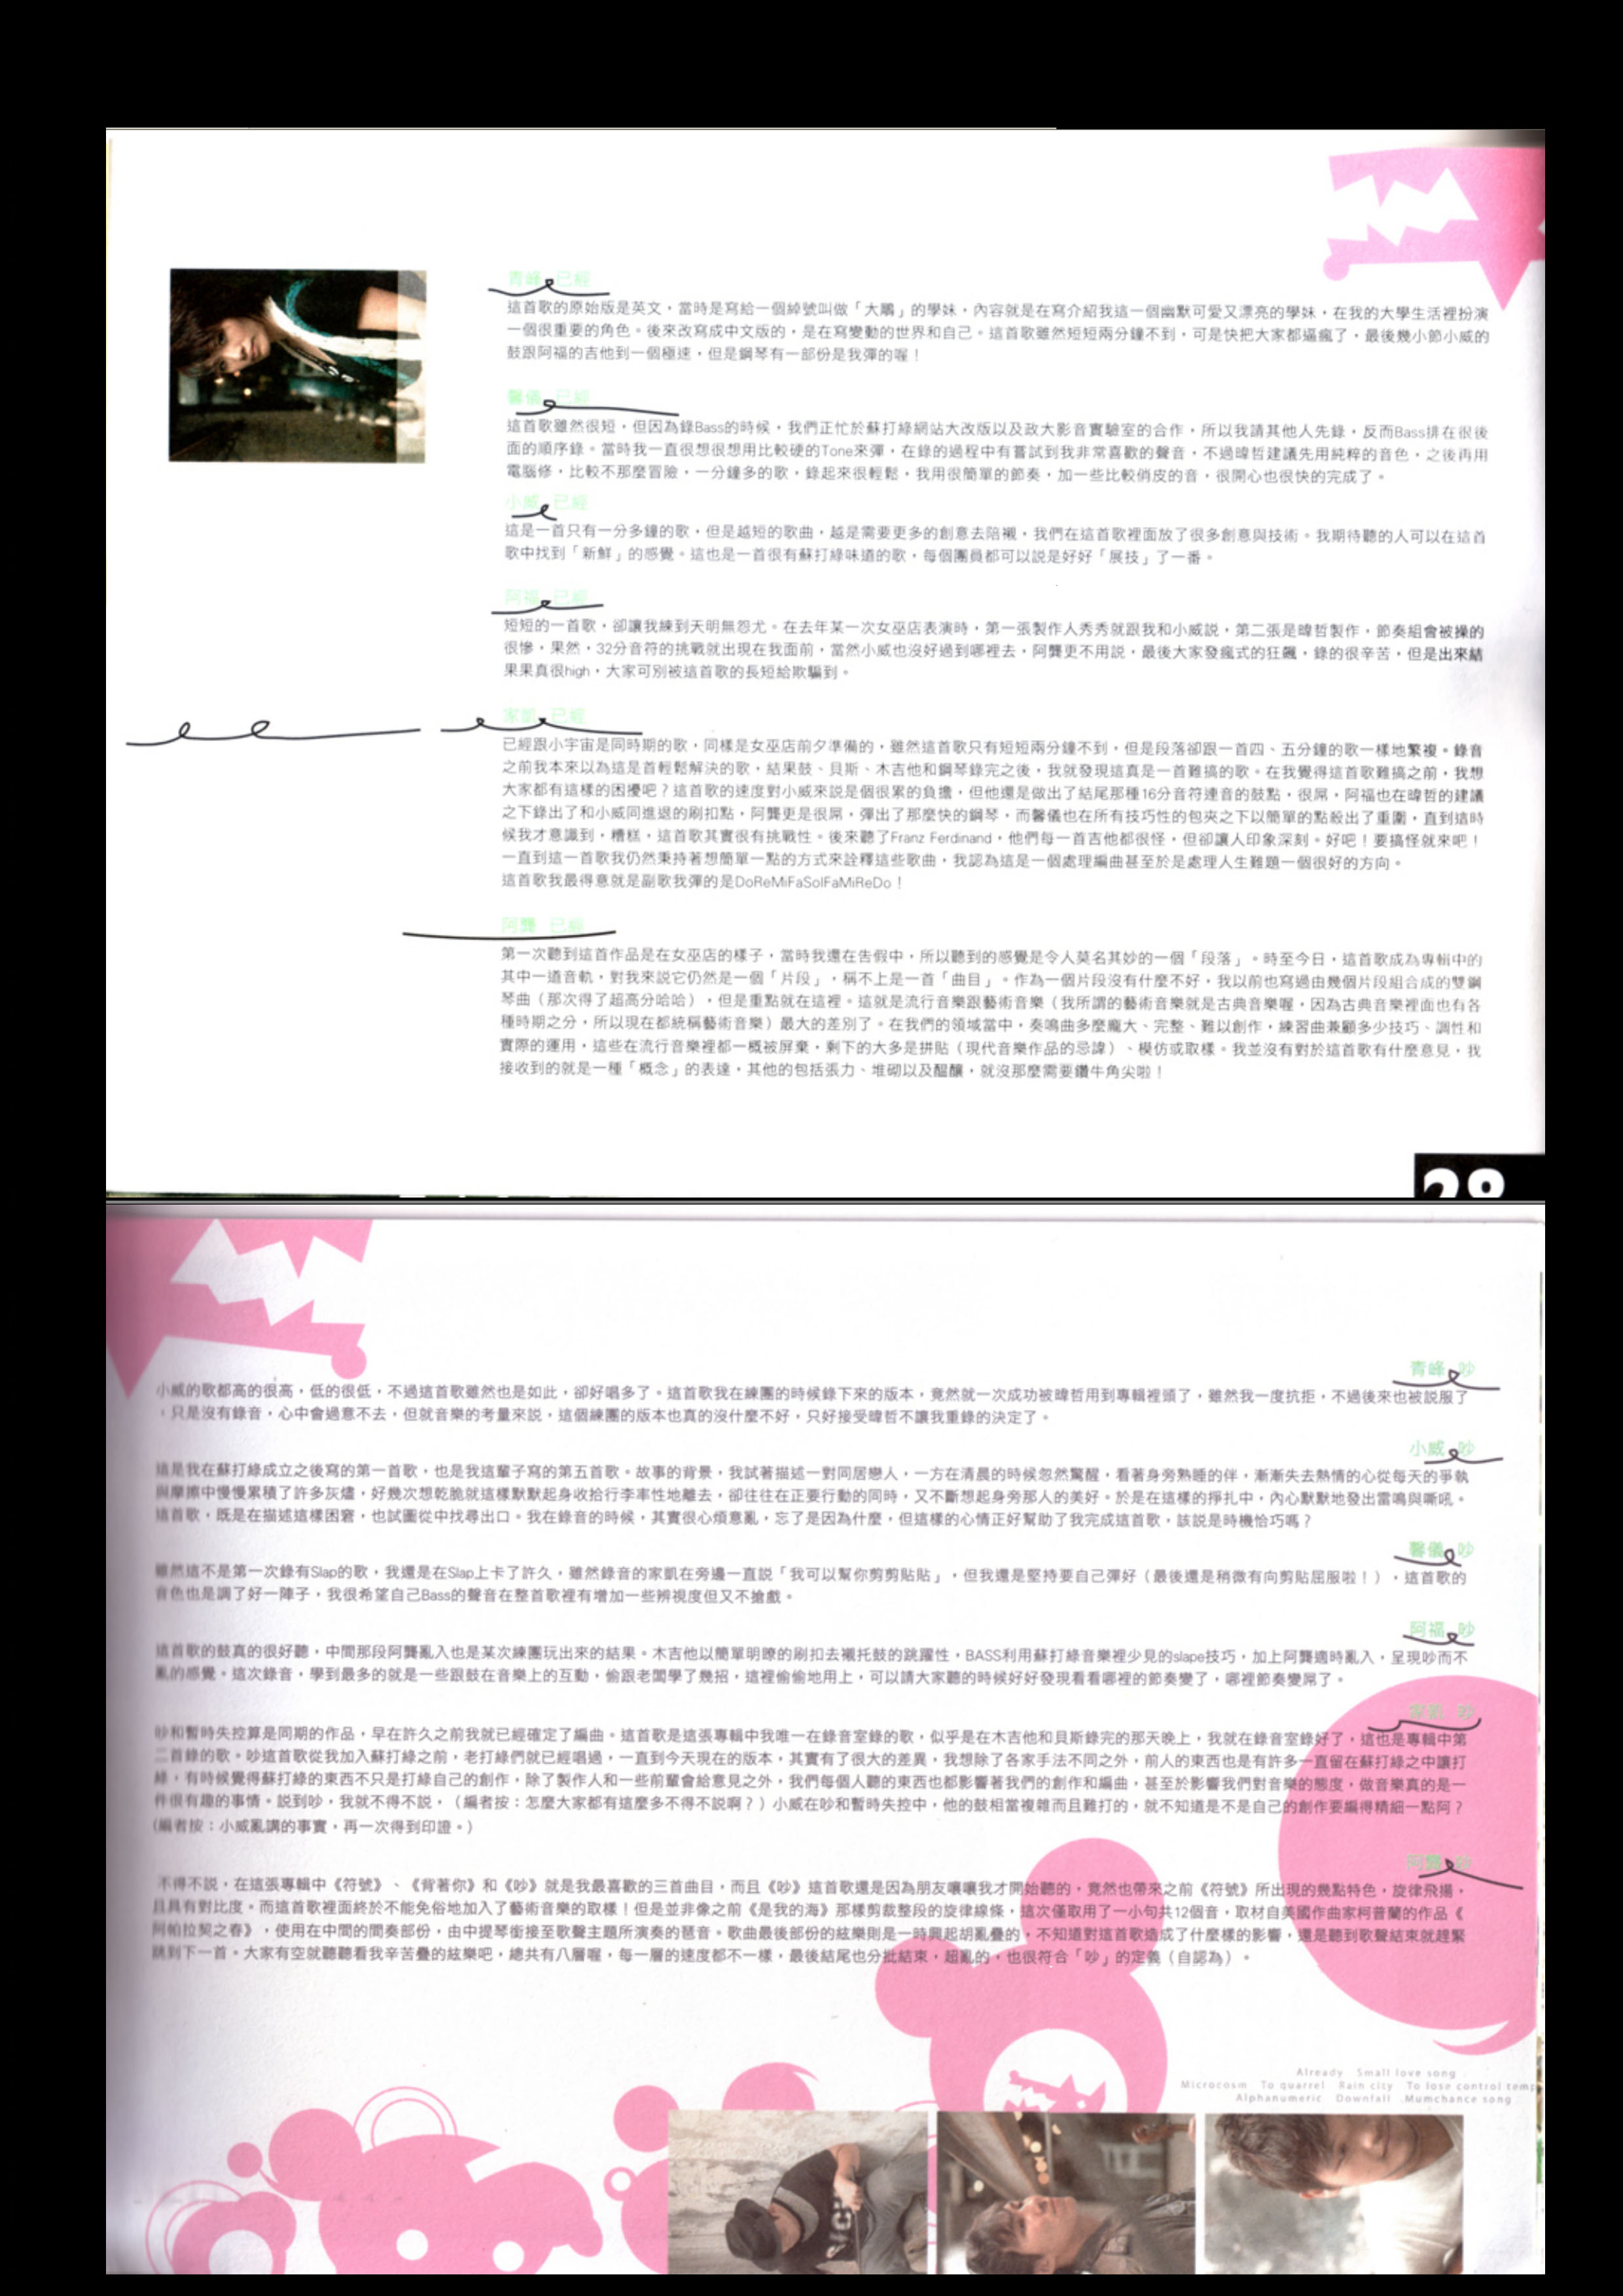 青峰 已經
這首歌的原始版是英文，當時是寫給一個綽號叫做「大鵰」的學妹，內容就是在寫介紹我這一個幽默可愛又漂亮的學妹，在我的大學生活裡扮演
一個很重要的角色。後來改寫成中文版的，是在寫變動的世界和自己。這首歌雖然短短兩分鐘不到，可是快把大家都逼瘋了，最後幾小節小威的
鼓跟阿福的吉他到一個極速，但是鋼琴有一部份是我彈的喔！
馨儀 已經
這首歌雖然很短，但因為錄Bass的時候，我們正忙於蘇打綠網站大改版以及政大影音實驗室的合作，所以我請其他人先錄，反而Bass排在很後
面的順序錄。當時我一直很想很想用比較硬的Tone來彈，在錄的過程中有嘗試到我非常喜歡的聲音，不過暐哲建議先用純粹的音色，之後再用
電腦修，比較不那麼冒險，一分鐘多的歌，錄起來很輕鬆，我用很簡單的節奏，加一些比較俏皮的音，很開心也很快的完成了。
小威 已經
這是一首只有一分多鐘的歌，但是越短的歌曲，越是需要更多的創意去陪襯，我們在這首歌裡面放了很多創意與技術。我期待聽的人可以在這首
歌中找到「新鮮」的感覺。這也是一首很有蘇打綠味道的歌，每個團員都可以說是好好「展技」了一番。
阿福 已經
短短的一首歌，卻讓我練到天明無怨尤。在去年某一次女巫店表演時，第一張製作人秀秀就跟我和小威說，第二張是暐哲製作，節奏組會被操的
很慘，果然，32分音符的挑戰就出現在我面前，當然小威也沒好過到哪裡去，阿龔更不用說，最後大家發瘋式的狂飆，錄的很辛苦，但是出來結
果果真很high，大家可別被這首歌的長短給欺騙到。
家凱 已經
已經跟小宇宙是同時期的歌，同樣是女巫店前夕準備的，雖然這首歌只有短短兩分鐘不到，但是段落卻跟一首四、五分鐘的歌一樣地繁複。錄音
之前我本來以為這是首輕鬆解決的歌，結果鼓、貝斯、木吉他和鋼琴錄完之後，我就發現這真是一首難搞的歌。在我覺得這首歌難搞之前，我想
大家都有這樣的困擾吧？這首歌的速度對小威來說是個很累的負擔，但他還是做出了結尾那種16分音符連音的鼓點，很屌，阿福也在暐哲的建議
之下錄出了和小威同進退的刷扣點，阿龔更是很屌，彈出了那麼快的鋼琴，而馨儀也在所有技巧性的包夾之下以簡單的點殺出了重圍，直到這時
候我才意識到，糟糕，這首歌其實很有挑戰性。後來聽了Franz Ferdinand，他們每一首吉他都很怪，但卻讓人印象深刻。好吧！要搞怪就來吧！
一直到這一首歌我仍然秉持著想簡單一點的方式來詮釋這些歌曲，我認為這是一個處理編曲甚至於是處理人生難題一個很好的方向。
這首歌我最得意就是副歌我彈的是DoReMiFaSolFaMiReDo！
阿龔 已經
第一次聽到這首作品是在女巫店的樣子，當時我還在告假中，所以聽到的感覺是令人莫名其妙的一個「段落」。時至今日，這首歌成為專輯中的
其中一道音軌，對我來說它仍然是一個「片段」，稱不上是一首「曲目」。作為一個片段沒有什麼不好，我以前也寫過由幾個片段組合成的雙鋼
琴曲（那次得了超高分哈哈），但是重點就在這裡。這就是流行音樂跟藝術音樂（我所謂的藝術音樂就是古典音樂喔，因為古典音樂裡面也有各
種時期之分，所以現在都統稱藝術音樂）最大的差別了。在我們的領域當中，奏鳴曲多麼龐大、完整、難以創作，練習曲兼顧多少技巧、調性和
實際的運用，這些在流行音樂裡都一概被屏棄，剩下的大多是拼貼（現代音樂作品的忌諱）、模仿或取樣。我並沒有對於這首歌有什麼意見，我
接收到的就是一種「概念」的表達，其他的包括張力、堆砌以及醞釀，就沒那麼需要鑽牛角尖啦！
28
青峰 吵
小威的歌都高的很高，低的很低，不過這首歌雖然也是如此，卻好唱多了。這首歌我在練團的時候錄下來的版本，竟然就一次成功被暐哲用到專輯裡頭了，雖然我一度抗拒，不過後來也被說服了
，只是沒有錄音，心中會過意不去，但就音樂的考量來說，這個練團的版本也真的沒什麼不好，只好接受暐哲不讓我重錄的決定了。
小威 吵
這是我在蘇打綠成立之後寫的第一首歌，也是我這輩子寫的第五首歌。故事的背景，我試著描述一對同居戀人，一方在清晨的時候忽然驚醒，看著身旁熟睡的伴，漸漸失去熱情的心從每天的爭執
與摩擦中慢慢累積了許多灰燼，好幾次想乾脆就這樣默默起身收拾行李率性地離去，卻往往在正要行動的同時，又不斷想起身旁那人的美好。於是在這樣的掙扎中，內心默默地發出雷鳴與嘶吼。
這首歌，既是在描述這樣困窘，也試圖從中找尋出口。我在錄音的時候，其實很心煩意亂，忘了是因為什麼，但這樣的心情正好幫助了我完成這首歌，該說是時機恰巧嗎？
馨儀 吵
雖然這不是第一次錄有Slap的歌，我還是在Slap上卡了許久，雖然錄音的家凱在旁邊一直說「我可以幫你剪剪貼貼」，但我還是堅持要自己彈好（最後還是稍微有向剪貼屈服啦！），這首歌的
音色也是調了好一陣子，我很希望自己Bass的聲音在整首歌裡有增加一些辨視度但又不搶戲。
阿福 吵
這首歌的鼓真的很好聽，中間那段阿龔亂入也是某次練團玩出來的結果。木吉他以簡單明瞭的刷扣去襯托鼓的跳躍性，BASS利用蘇打綠音樂裡少見的slape技巧，加上阿龔適時亂入，呈現吵而不
亂的感覺。這次錄音，學到最多的就是一些跟鼓在音樂上的互動，偷跟老闆學了幾招，這裡偷偷地用上，可以請大家聽的時候好好發現看看哪裡的節奏變了，哪裡節奏變屌了。
家凱 吵
吵和暫時失控算是同期的作品，早在許久之前我就已經確定了編曲。這首歌是這張專輯中我唯一在錄音室錄的歌，似乎是在木吉他和貝斯錄完的那天晚上，我就在錄音室錄好了，這也是專輯中第
二首錄的歌。吵這首歌從我加入蘇打綠之前，老打綠們就已經唱過，一直到今天現在的版本，其實有了很大的差異，我想除了各家手法不同之外，前人的東西也是有許多一直留在蘇打綠之中讓打
綠，有時候覺得蘇打綠的東西不只是打綠自己的創作，除了製作人和一些前輩會給意見之外，我們每個人聽的東西也都影響著我們的創作和編曲，甚至於影響我們對音樂的態度，做音樂真的是一
件很有趣的事情。說到吵，我就不得不說，（編者按：怎麼大家都有這麼多不得不說啊？）小威在吵和暫時失控中，他的鼓相當複雜而且難打的，就不知道是不是自己的創作要編得精細一點阿？
(編者按：小威亂講的事實，再一次得到印證。)
阿龔 吵
不得不說，在這張專輯中《符號》、《背著你》和《吵》就是我最喜歡的三首曲目，而且《吵》這首歌還是因為朋友嚷嚷我才開始聽的，竟然也帶來之前《符號》所出現的幾點特色，旋律飛揚，
且具有對比度。而這首歌裡面終於不能免俗地加入了藝術音樂的取樣！但是並非像之前《是我的海》那樣剪裁整段的旋律線條，這次僅取用了一小句共12個音，取材自美國作曲家柯普蘭的作品《
阿帕拉契之春》，使用在中間的間奏部份，由中提琴銜接至歌聲主題所演奏的琶音。歌曲最後部份的絃樂則是一時興起胡亂疊的，不知道對這首歌造成了什麼樣的影響，還是聽到歌聲結束就趕緊
跳到下一首。大家有空就聽聽看我辛苦疊的絃樂吧，總共有八層喔，每一層的速度都不一樣，最後結尾也分批結束，超亂的，也很符合「吵」的定義（自認為）。
Already Small love song
Microcosm To quarrel Rain city To lose control temp
Alphanumeric Downfall Mumchance song